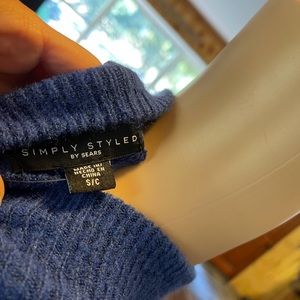 SIMPLY STYLED
BY SEARS
MADE IN/
HECHO EN
CHINA
S/C